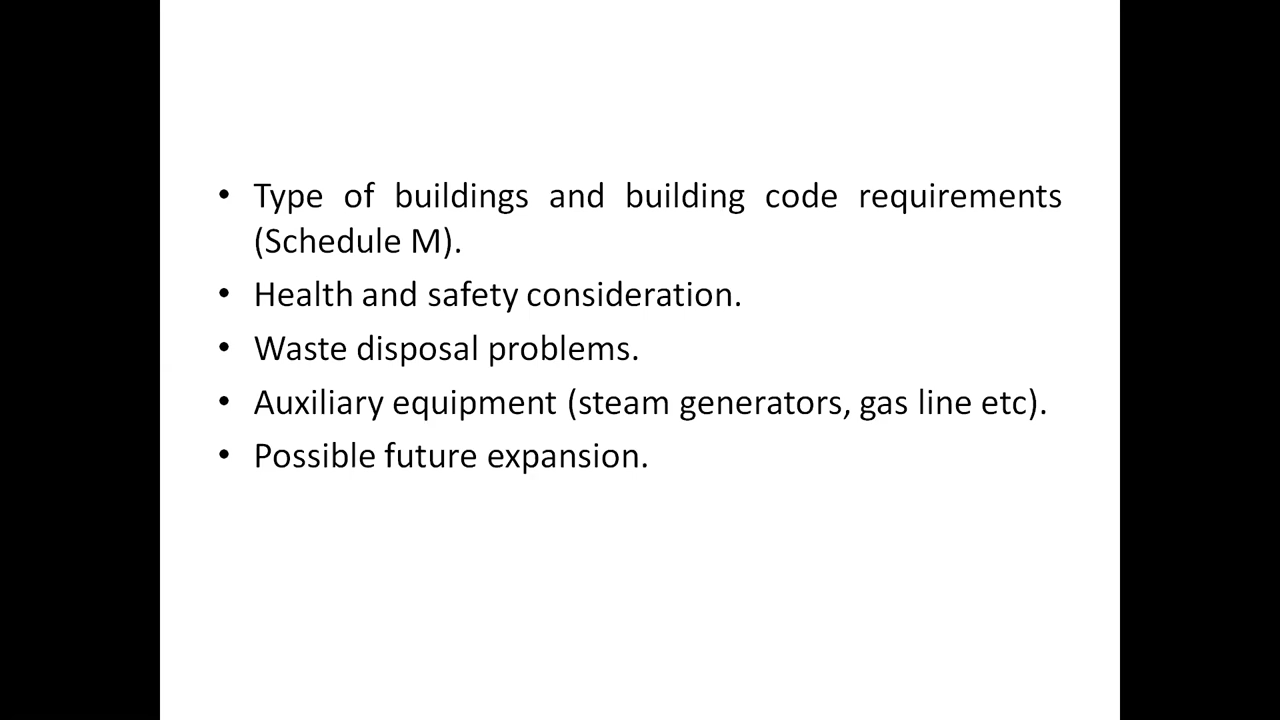 • Type of buildings and building code requirements
(Schedule M).
• Health and safety consideration.
• Waste disposal problems.
• Auxiliary equipment (steam generators, gas line etc).
• Possible future expansion.